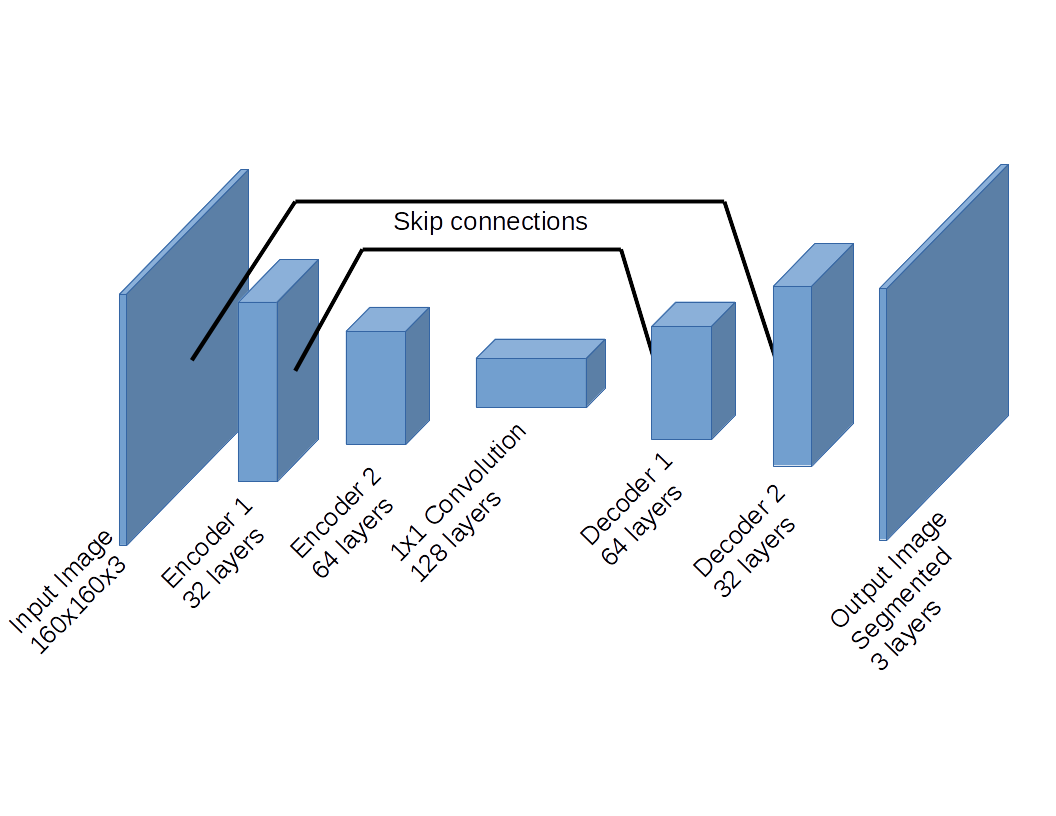 Skip connections
Input Image
160x160x3
Encoder 1
32 layers
Encoder 2
64 layers
1x1 Convolution
128 layers
Decoder 1
64 layers
Decoder 2
32 layers
Output Image
Segmented
3 layers